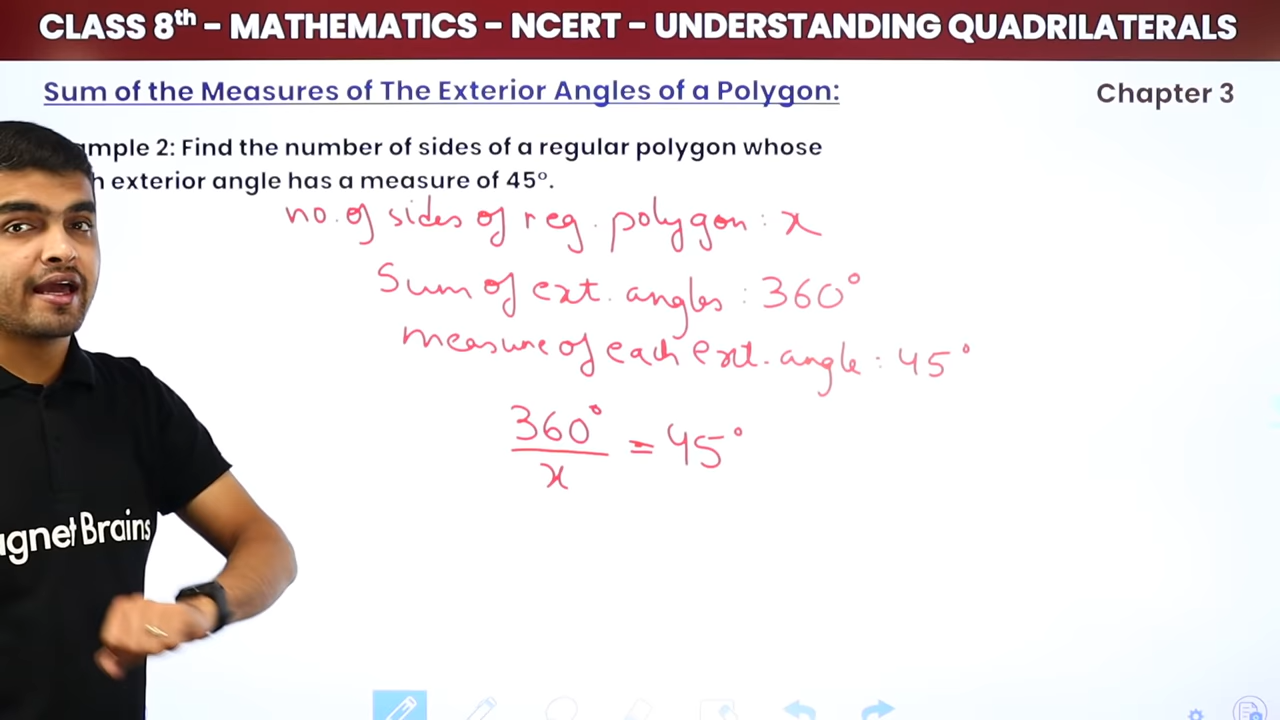 CLASS 8th - MATHEMATICS - NCERT - UNDERSTANDING QUADRILATERALS
Sum of the Measures of The Exterior Angles of a Polygon:
Chapter 3
mple 2: Find the number of sides of a regular polygon whose
h exterior angle has a measure of 45°.
no. of sides of reg. polygon : x
Sum of ext. angles : 360°
measure of each ext. angle : 45°
360°/x = 45°
agnet Brains